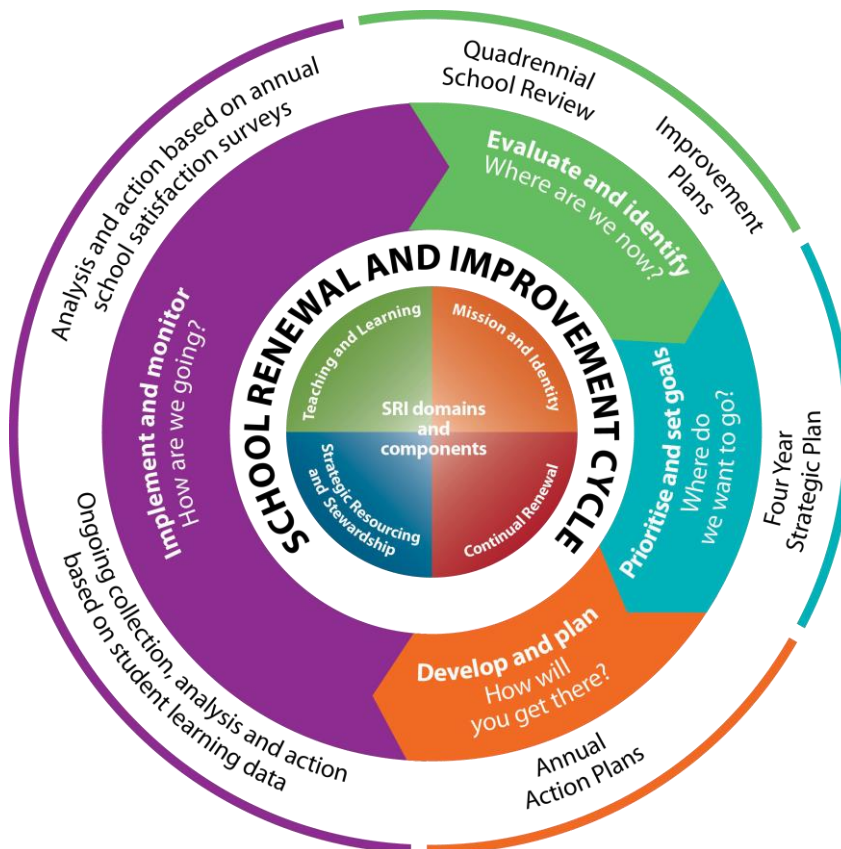 Quadrennial
School Review
Improvement
Plans
Evaluate and identify
Where are we now?
Four Year
Strategic Plan
Prioritise and set goals
Where do
we want to go?
Annual
Action Plans
Develop and plan
How will
you get there?
Ongoing collection, analysis and action
based on student learning data
Analysis and action based on annual
school satisfaction surveys
Implement and monitor
How are we going?
SCHOOL RENEWAL AND IMPROVEMENT CYCLE
Teaching and Learning
Mission and Identity
SRI domains
and
components
Strategic Resourcing
and Stewardship
Continual Renewal